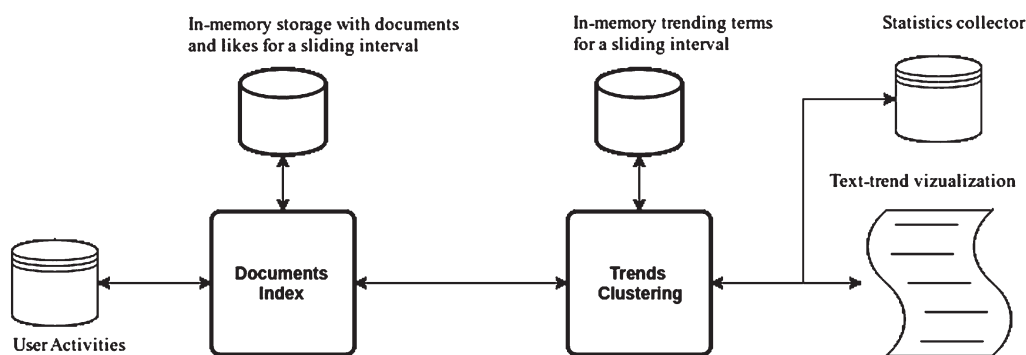 In-memory storage with documents
and likes for a sliding interval
In-memory trending terms
for a sliding interval
Statistics collector
Text-trend vizualization
Documents
Index
Trends
Clustering
User Activities